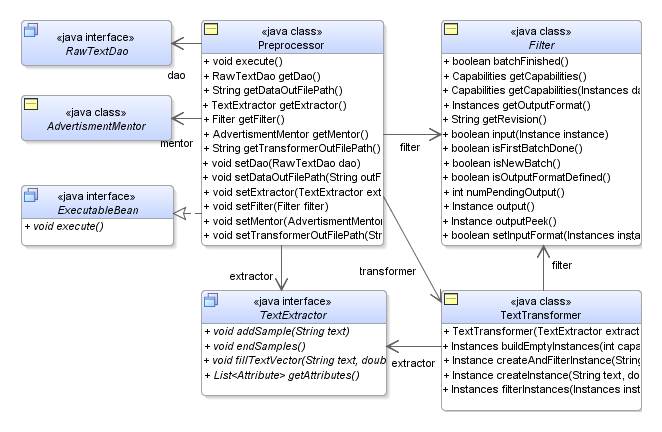 «java interface»
RawTextDao
dao
«java class»
AdvertismentMentor
mentor
«java interface»
ExecutableBean
+ void execute()
«java class»
Preprocessor
+ void execute()
+ RawTextDao getDao()
+ String getDataOutFilePath()
+ TextExtractor getExtractor()
+ Filter getFilter()
+ AdvertismentMentor getMentor()
+ String getTransformerOutFilePath()
+ void setDao(RawTextDao dao)
+ void setDataOutFilePath(String outF
+ void setExtractor(TextExtractor ext
+ void setFilter(Filter filter)
+ void setMentor(AdvertismentMentor
+ void setTransformerOutFilePath(Str
filter
transformer
extractor
«java class»
Filter
+ boolean batchFinished()
+ Capabilities getCapabilities()
+ Capabilities getCapabilities(Instances da
+ Instances getOutputFormat()
+ String getRevision()
+ boolean input(Instance instance)
+ boolean isFirstBatchDone()
+ boolean isNewBatch()
+ boolean isOutputFormatDefined()
+ int numPendingOutput()
+ Instance output()
+ Instance outputPeek()
+ boolean setInputFormat(Instances insta
filter
«java interface»
TextExtractor
+ void addSample(String text)
+ void endSamples()
+ void fillTextVector(String text, doub
+ List<Attribute> getAttributes()
extractor
«java class»
TextTransformer
+ TextTransformer(TextExtractor extract
+ Instances buildEmptyInstances(int capa
+ Instance createAndFilterInstance(String
+ Instance createInstance(String text, dou
+ Instances filterInstances(Instances inst